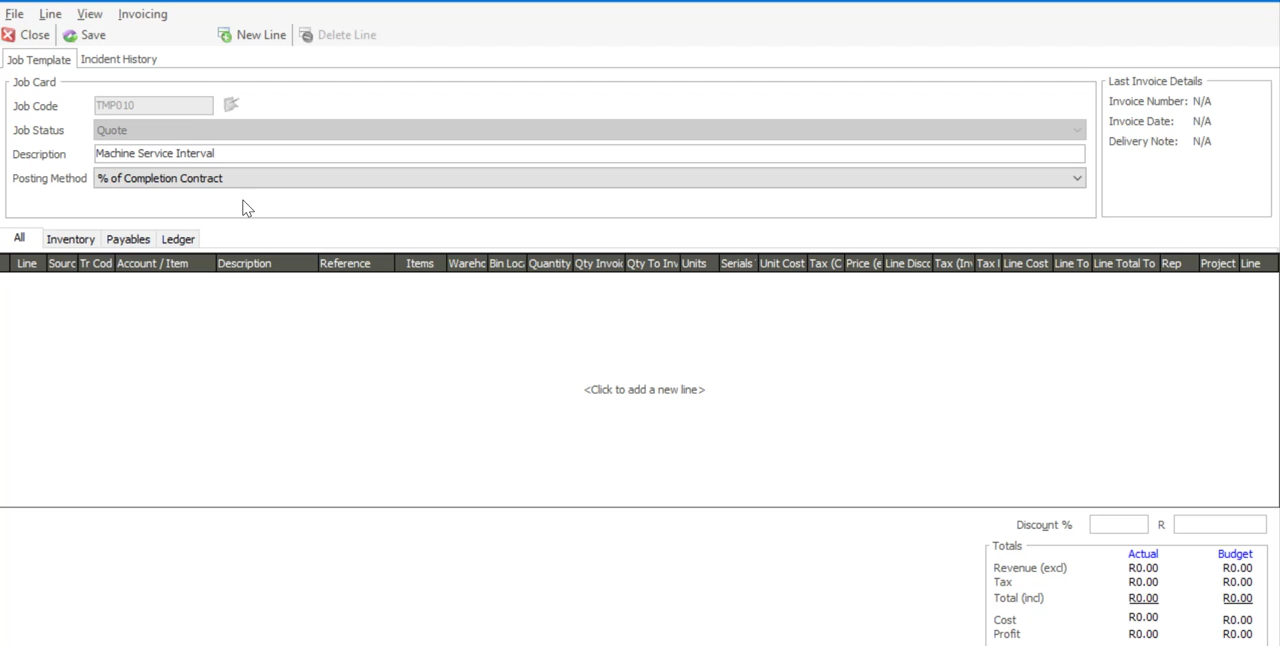 File Line View Invoicing
Close Save New Line Delete Line
Job Template Incident History
Job Card
Job Code TMP010
Job Status Quote
Description Machine Service Interval
Posting Method % of Completion Contract
Last Invoice Details
Invoice Number: N/A
Invoice Date: N/A
Delivery Note: N/A
All Inventory Payables Ledger
Line Sourc Tr Cod Account / Item Description Reference Items Wareho Bin Loc Quantity Qty Invoic Qty To Inv Units Serials Unit Cost Tax (C Price (e Line Disc Tax (In Tax I Line Cost Line To Line Total To Rep Project Line
<Click to add a new line>
Discount % R
Totals
Actual Budget
Revenue (excl) R0.00 R0.00
Tax R0.00 R0.00
Total (incl) R0.00 R0.00
Cost R0.00 R0.00
Profit R0.00 R0.00